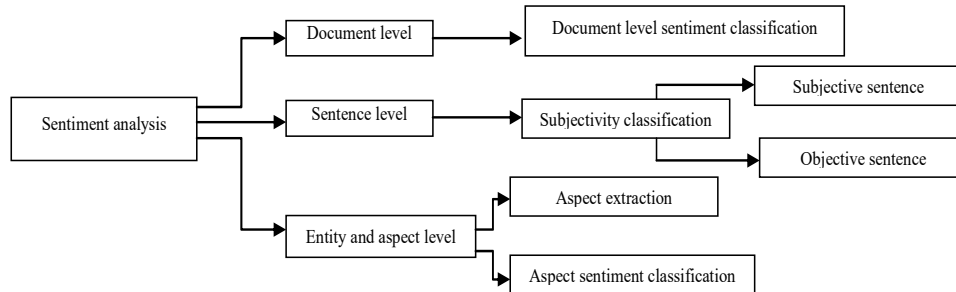 Document level
Document level sentiment classification
Subjective sentence
Sentiment analysis
Sentence level
Subjectivity classification
Objective sentence
Aspect extraction
Entity and aspect level
Aspect sentiment classification